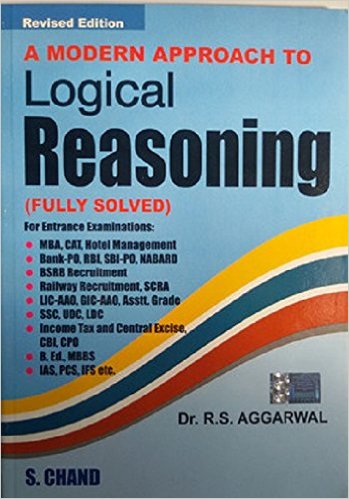 Revised Edition
A MODERN APPROACH TO
Logical
Reasoning
(FULLY SOLVED)
For Entrance Examinations:
MBA, CAT, Hotel Management
Bank-PO, RBI, SBI-PO, NABARD
BSRB Recruitment
Railway Recruitment, SCRA
LIC-AAO, GIC-AAO, Asstt. Grade
SSC, UDC, LDC
Income Tax and Central Excise,
CBI, CPO
B. Ed., MBBS
IAS, PCS, IFS etc.
Dr. R.S. AGGARWAL
S. CHAND